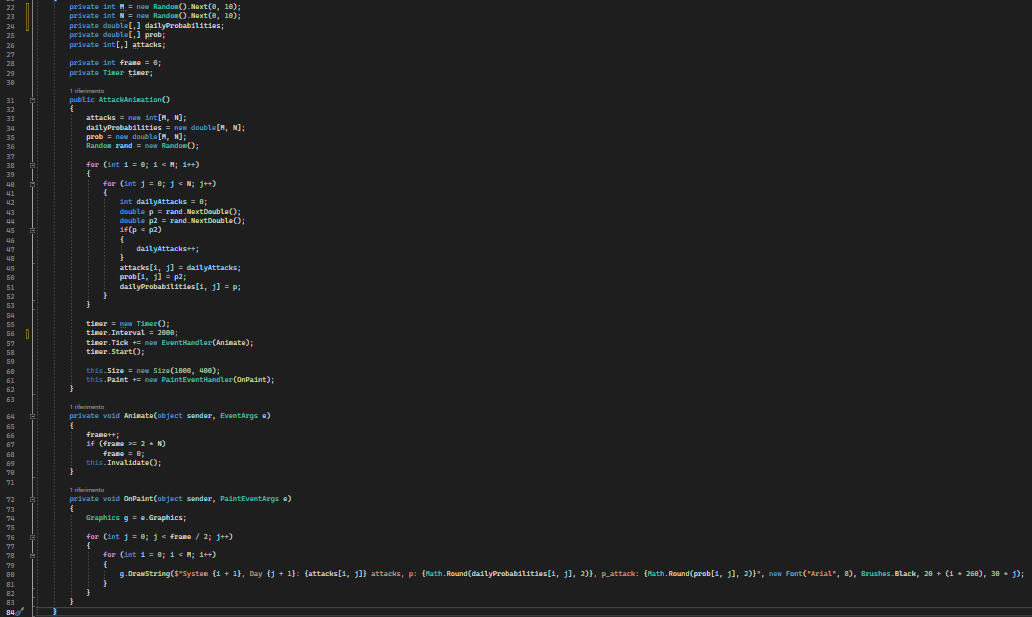 22 private int M = new Random().Next(0, 10);
23 private int N = new Random().Next(0, 10);
24 private double[,] dailyProbabilities;
25 private double[,] prob;
26 private int[,] attacks;
27
28 private int frame = 0;
29 private Timer timer;
30
1 riferimento
31 public AttackAnimation()
32 {
33 attacks = new int[M, N];
34 dailyProbabilities = new double[M, N];
35 prob = new double[M, N];
36 Random rand = new Random();
37
38 for (int i = 0; i < M; i++)
39 {
40 for (int j = 0; j < N; j++)
41 {
42 int dailyAttacks = 0;
43 double p = rand.NextDouble();
44 double p2 = rand.NextDouble();
45 if(p < p2)
46 {
47 dailyAttacks++;
48 }
49 attacks[i, j] = dailyAttacks;
50 prob[i, j] = p2;
51 dailyProbabilities[i, j] = p;
52 }
53 }
54
55 timer = new Timer();
56 timer.Interval = 2000;
57 timer.Tick += new EventHandler(Animate);
58 timer.Start();
59
60 this.Size = new Size(1000, 400);
61 this.Paint += new PaintEventHandler(OnPaint);
62 }
63
1 riferimento
64 private void Animate(object sender, EventArgs e)
65 {
66 frame++;
67 if (frame >= 2 * N)
68 frame = 0;
69 this.Invalidate();
70 }
71
1 riferimento
72 private void OnPaint(object sender, PaintEventArgs e)
73 {
74 Graphics g = e.Graphics;
75
76 for (int j = 0; j < frame / 2; j++)
77 {
78 for (int i = 0; i < M; i++)
79 {
80 g.DrawString($"System {i + 1}, Day {j + 1}: {attacks[i, j]} attacks, p: {Math.Round(dailyProbabilities[i, j], 2)}, p_attack: {Math.Round(prob[i, j], 2)}", new Font("Arial", 8), Brushes.Black, 20 + (i * 260), 30 * j);
81 }
82 }
83 }
84 }